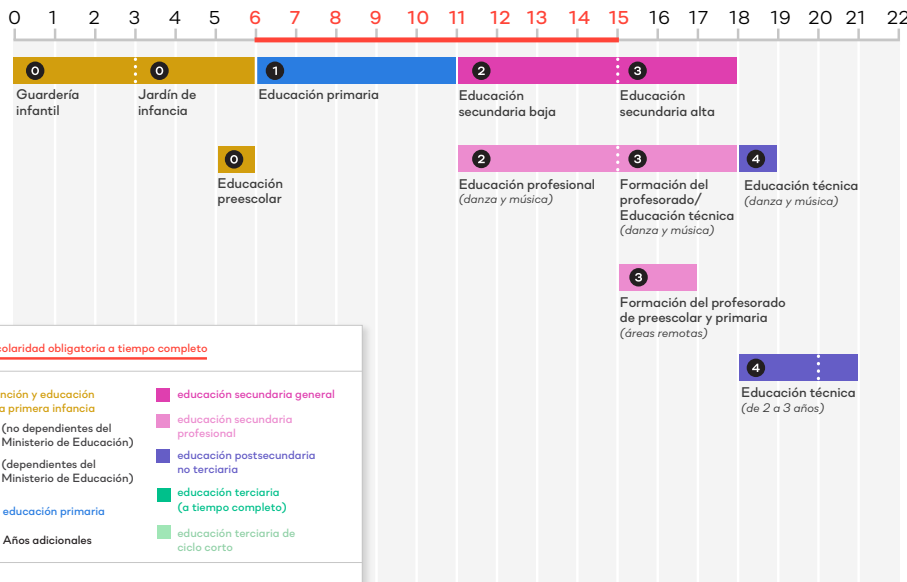 0 1 2 3 4 5 6 7 8 9 10 11 12 13 14 15 16 17 18 19 20 21 22
0 0 1 2 3
Guardería
infantil
Jardín de
infancia
Educación primaria
Educación
secundaria baja
Educación
secundaria alta
0
Educación
preescolar
2 3 4
Educación profesional
(danza y música)
Formación del
profesorado/
Educación técnica
(danza y música)
Educación técnica
(danza y música)
3
Formación del profesorado
de preescolar y primaria
(áreas remotas)
4
Educación técnica
(de 2 a 3 años)
colaridad obligatoria a tiempo completo
nción y educación
a primera infancia
(no dependientes del
Ministerio de Educación)
(dependientes del
Ministerio de Educación)
educación primaria
Años adicionales
educación secundaria general
educación secundaria
profesional
educación postsecundaria
no terciaria
educación terciaria
(a tiempo completo)
educación terciaria de
ciclo corto